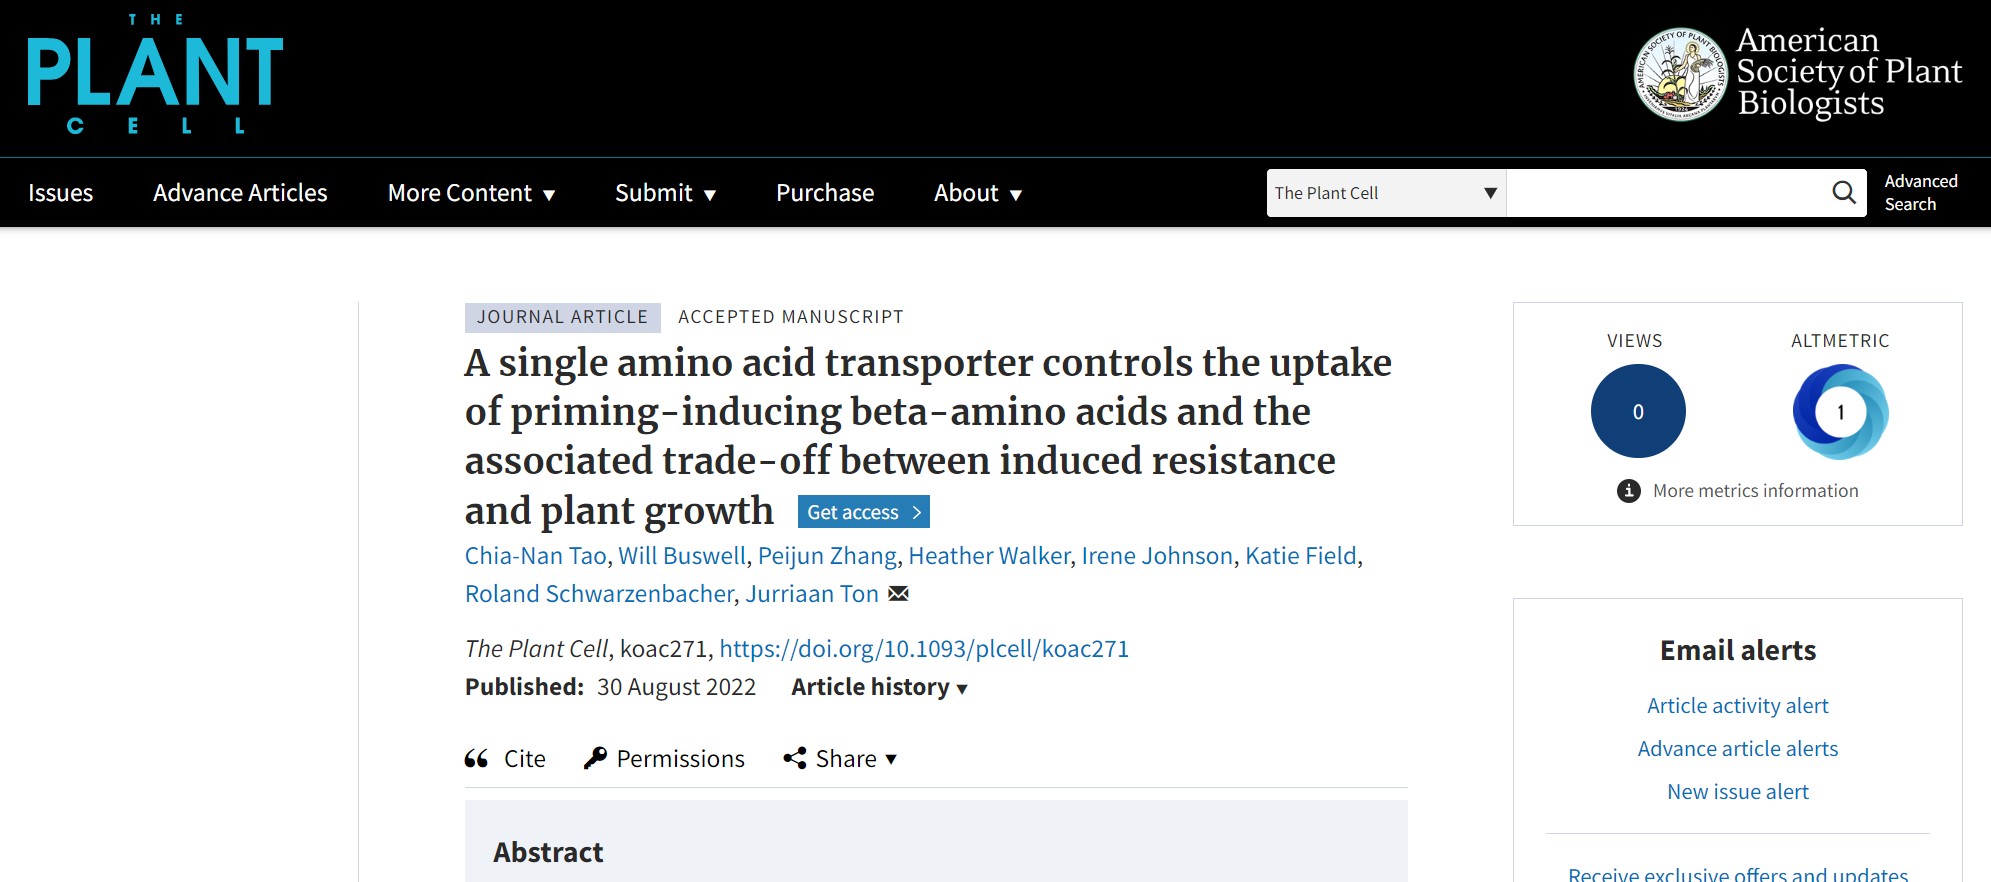 THE
PLANT
CELL
American
Society of Plant
Biologists
Issues
Advance Articles
More Content
Submit
Purchase
About
The Plant Cell
Advanced
Search
JOURNAL ARTICLE ACCEPTED MANUSCRIPT
A single amino acid transporter controls the uptake
of priming-inducing beta-amino acids and the
associated trade-off between induced resistance
and plant growth Get access
Chia-Nan Tao, Will Buswell, Peijun Zhang, Heather Walker, Irene Johnson, Katie Field,
Roland Schwarzenbacher, Jurriaan Ton
The Plant Cell, koac271, https://doi.org/10.1093/plcell/koac271
Published: 30 August 2022 Article history
Cite Permissions Share
Abstract
VIEWS
0
ALTMETRIC
1
More metrics information
Email alerts
Article activity alert
Advance article alerts
New issue alert
Receive exclusive offers and updates